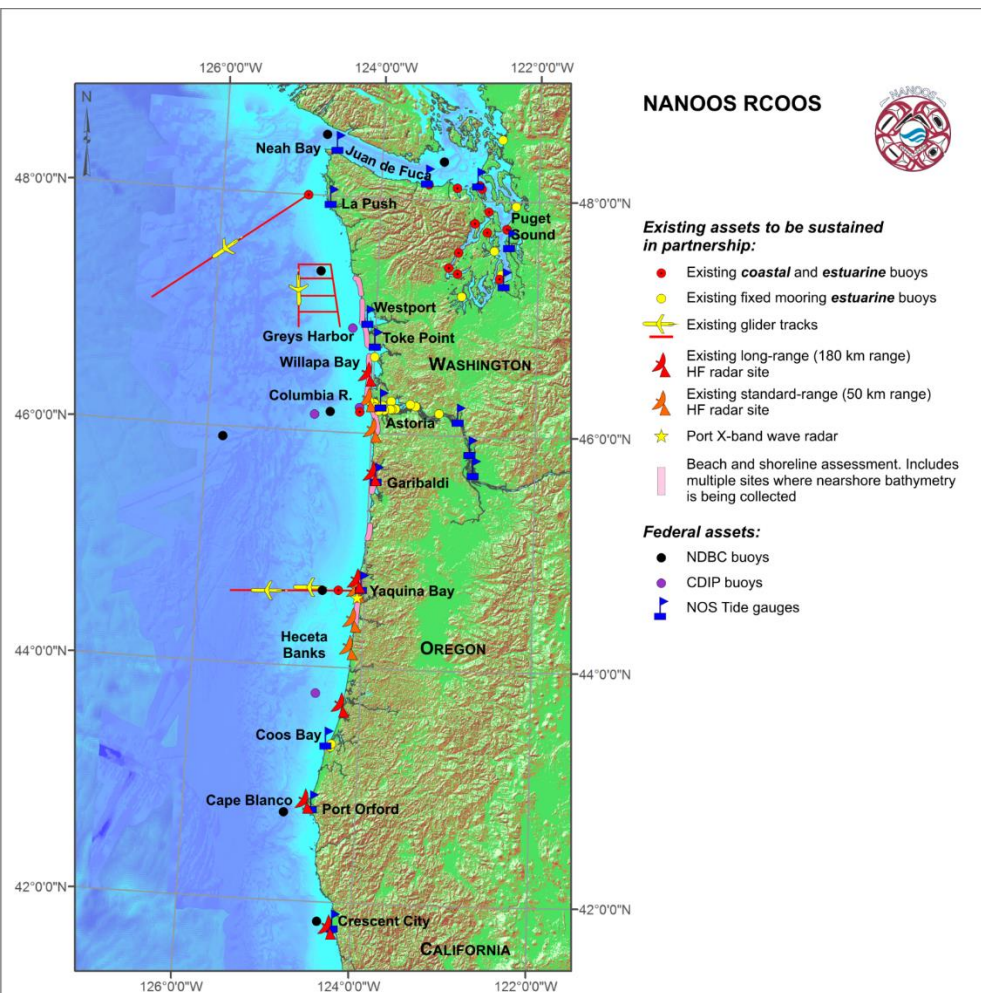 126°0'0"W
124°0'0"W
122°0'0"W
N
NANOOS RCOOS
NANOOS
Neah Bay
Juan de Fuca
48°0'0"N
48°0'0"N
La Push
Puget
Sound
Existing assets to be sustained
in partnership:
Existing coastal and estuarine buoys
Existing fixed mooring estuarine buoys
Existing glider tracks
Existing long-range (180 km range)
HF radar site
Existing standard-range (50 km range)
HF radar site
Port X-band wave radar
Beach and shoreline assessment. Includes
multiple sites where nearshore bathymetry
is being collected
Federal assets:
NDBC buoys
CDIP buoys
NOS Tide gauges
Westport
Greys Harbor
Toke Point
Willapa Bay
WASHINGTON
Columbia R.
46°0'0"N
Astoria
46°0'0"N
Garibaldi
Yaquina Bay
Heceta
Banks
OREGON
44°0'0"N
44°0'0"N
Coos Bay
Cape Blanco
Port Orford
42°0'0"N
42°0'0"N
Crescent City
CALIFORNIA
126°0'0"W
124°0'0"W
122°0'0"W